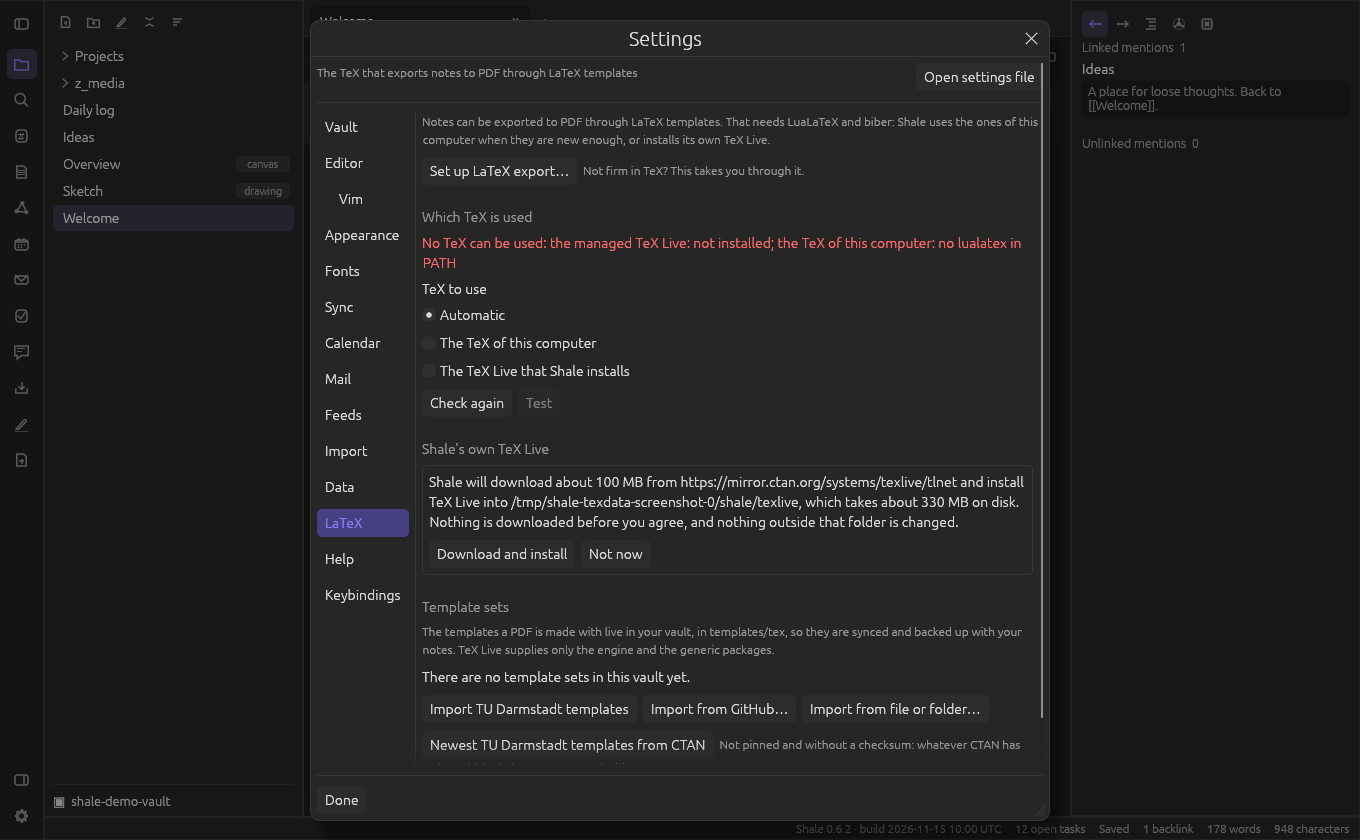 Settings
The TeX that exports notes to PDF through LaTeX templates
Open settings file
Projects
z_media
Daily log
Ideas
Overview
canvas
Sketch
drawing
Welcome
shale-demo-vault
Vault
Editor
Vim
Appearance
Fonts
Sync
Calendar
Mail
Feeds
Import
Data
LaTeX
Help
Keybindings
Notes can be exported to PDF through LaTeX templates. That needs LuaLaTeX and biber: Shale uses the ones of this
computer when they are new enough, or installs its own TeX Live.
Set up LaTeX export…
Not firm in TeX? This takes you through it.
Which TeX is used
No TeX can be used: the managed TeX Live: not installed; the TeX of this computer: no lualatex in
PATH
TeX to use
Automatic
The TeX of this computer
The TeX Live that Shale installs
Check again
Test
Shale's own TeX Live
Shale will download about 100 MB from https://mirror.ctan.org/systems/texlive/tlnet and install
TeX Live into /tmp/shale-texdata-screenshot-0/shale/texlive, which takes about 330 MB on disk.
Nothing is downloaded before you agree, and nothing outside that folder is changed.
Download and install
Not now
Template sets
The templates a PDF is made with live in your vault, in templates/tex, so they are synced and backed up with your
notes. TeX Live supplies only the engine and the generic packages.
There are no template sets in this vault yet.
Import TU Darmstadt templates
Import from GitHub…
Import from file or folder…
Newest TU Darmstadt templates from CTAN
Not pinned and without a checksum: whatever CTAN has
Done
Linked mentions 1
Ideas
A place for loose thoughts. Back to
[[Welcome]].
Unlinked mentions 0
Shale 0.6.2 · build 2026-11-15 10:00 UTC
12 open tasks
Saved
1 backlink
178 words
948 characters